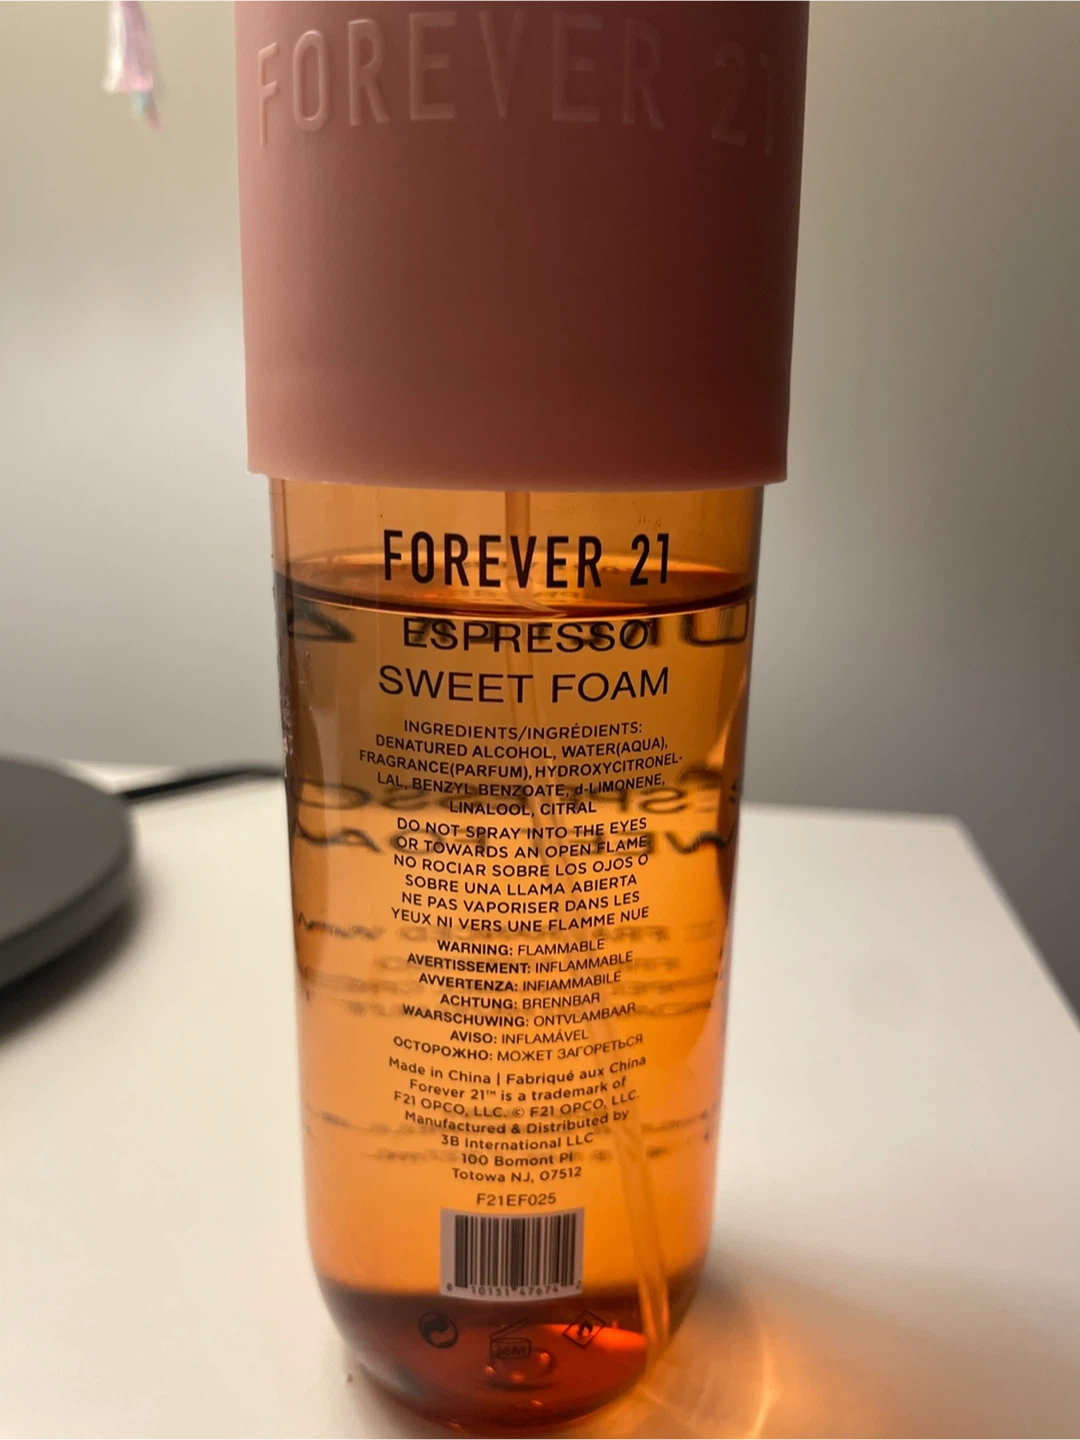 FOREVER 21
FOREVER 21
ESPRESSO
SWEET FOAM
INGREDIENTS/INGRÉDIENTS:
DENATURED ALCOHOL, WATER(AQUA),
FRAGRANCE(PARFUM), HYDROXYCITRONEL-
LAL, BENZYL BENZOATE, d-LIMONENE,
LINALOOL, CITRAL
DO NOT SPRAY INTO THE EYES
OR TOWARDS AN OPEN FLAME
NO ROCIAR SOBRE LOS OJOS O
SOBRE UNA LLAMA ABIERTA
NE PAS VAPORISER DANS LES
YEUX NI VERS UNE FLAMME NUE
WARNING: FLAMMABLE
AVERTISSEMENT: INFLAMMABLE
AVVERTENZA: INFIAMMABILE
ACHTUNG: BRENNBAR
WAARSCHUWING: ONTVLAMBAAR
AVISO: INFLAMÁVEL
ОСТОРОЖНО: МОЖЕТ ЗАГОРЕТЬСЯ
Made in China | Fabriqué aux China
Forever 21™ is a trademark of
F21 OPCO, LLC. © F21 OPCO, LLC.
Manufactured & Distributed by
3B International LLC
100 Bomont Pl
Totowa NJ, 07512
F21EF025
8 10151 47674 2
36M